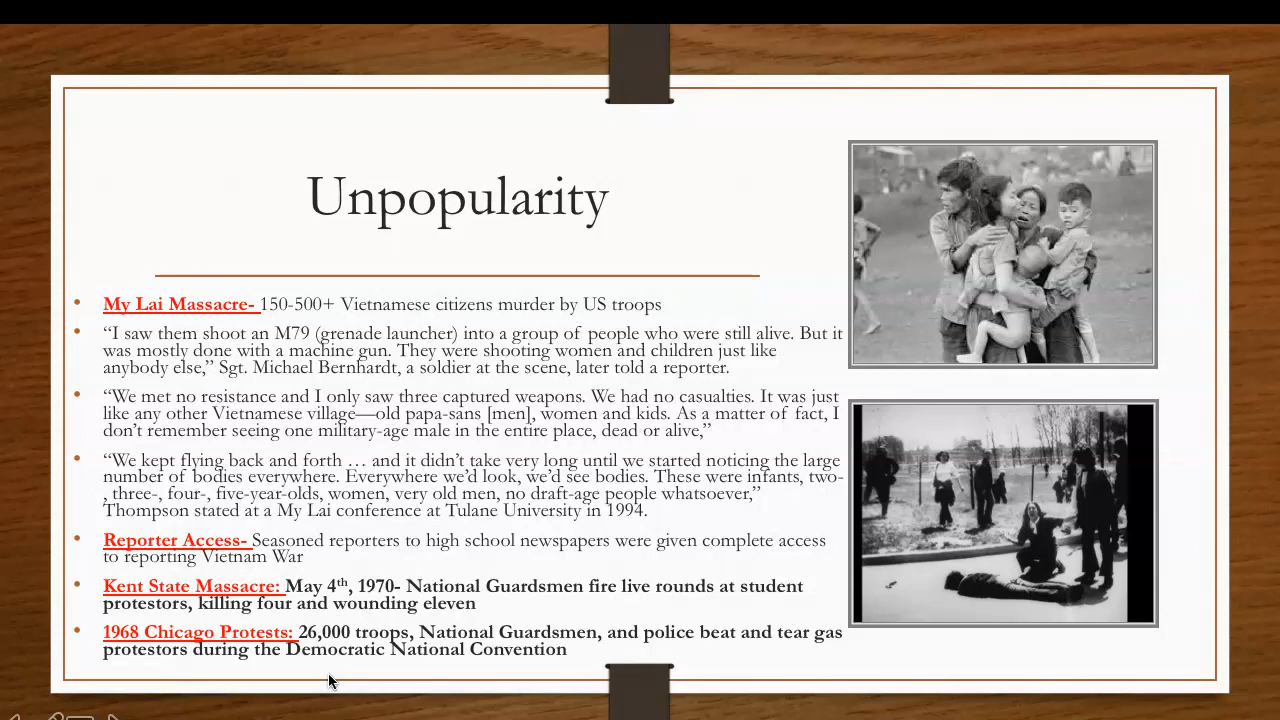 Unpopularity
• My Lai Massacre- 150-500+ Vietnamese citizens murder by US troops
• “I saw them shoot an M79 (grenade launcher) into a group of people who were still alive. But it
was mostly done with a machine gun. They were shooting women and children just like
anybody else,” Sgt. Michael Bernhardt, a soldier at the scene, later told a reporter.
• “We met no resistance and I only saw three captured weapons. We had no casualties. It was just
like any other Vietnamese village—old papa-sans [men], women and kids. As a matter of fact, I
don’t remember seeing one military-age male in the entire place, dead or alive,”
• “We kept flying back and forth … and it didn’t take very long until we started noticing the large
number of bodies everywhere. Everywhere we’d look, we’d see bodies. These were infants, two-
, three-, four-, five-year-olds, women, very old men, no draft-age people whatsoever,”
Thompson stated at a My Lai conference at Tulane University in 1994.
• Reporter Access- Seasoned reporters to high school newspapers were given complete access
to reporting Vietnam War
• Kent State Massacre: May 4th, 1970- National Guardsmen fire live rounds at student
protestors, killing four and wounding eleven
• 1968 Chicago Protests: 26,000 troops, National Guardsmen, and police beat and tear gas
protestors during the Democratic National Convention